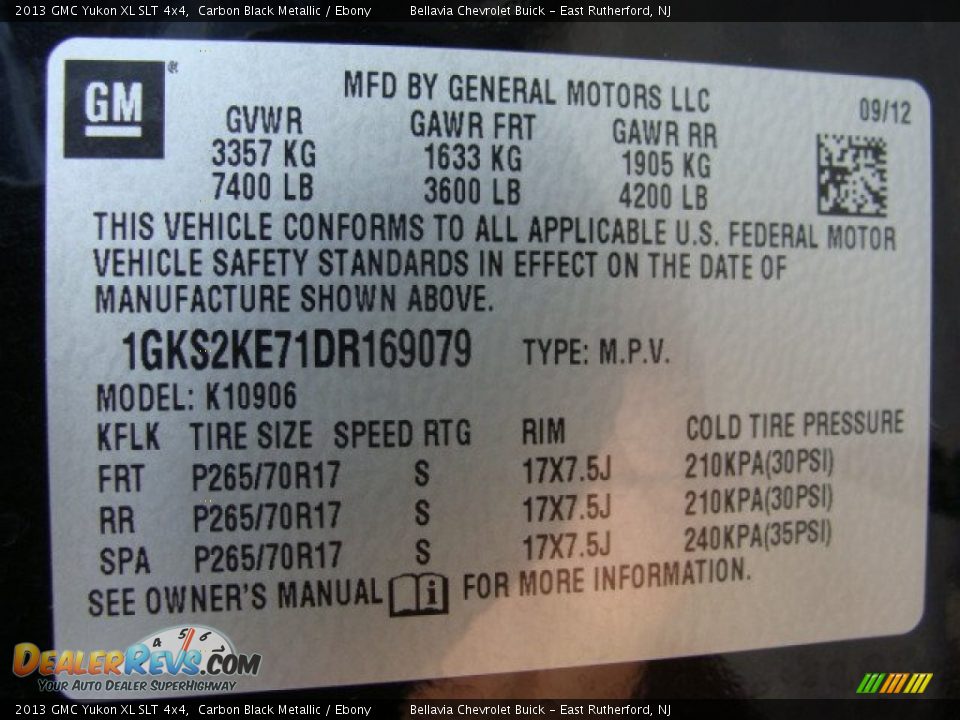 2013 GMC Yukon XL SLT 4x4, Carbon Black Metallic / Ebony Bellavia Chevrolet Buick - East Rutherford, NJ
GM ®
MFD BY GENERAL MOTORS LLC
09/12
GVWR GAWR FRT GAWR RR
3357 KG 1633 KG 1905 KG
7400 LB 3600 LB 4200 LB
THIS VEHICLE CONFORMS TO ALL APPLICABLE U.S. FEDERAL MOTOR
VEHICLE SAFETY STANDARDS IN EFFECT ON THE DATE OF
MANUFACTURE SHOWN ABOVE.
1GKS2KE71DR169079 TYPE: M.P.V.
MODEL: K10906
KFLK TIRE SIZE SPEED RTG RIM COLD TIRE PRESSURE
FRT P265/70R17 S 17X7.5J 210KPA(30PSI)
RR P265/70R17 S 17X7.5J 210KPA(30PSI)
SPA P265/70R17 S 17X7.5J 240KPA(35PSI)
SEE OWNER'S MANUAL i FOR MORE INFORMATION.
4 5 6
DEALERREVS.COM
YOUR AUTO DEALER SUPERHIGHWAY
2013 GMC Yukon XL SLT 4x4, Carbon Black Metallic / Ebony Bellavia Chevrolet Buick - East Rutherford, NJ